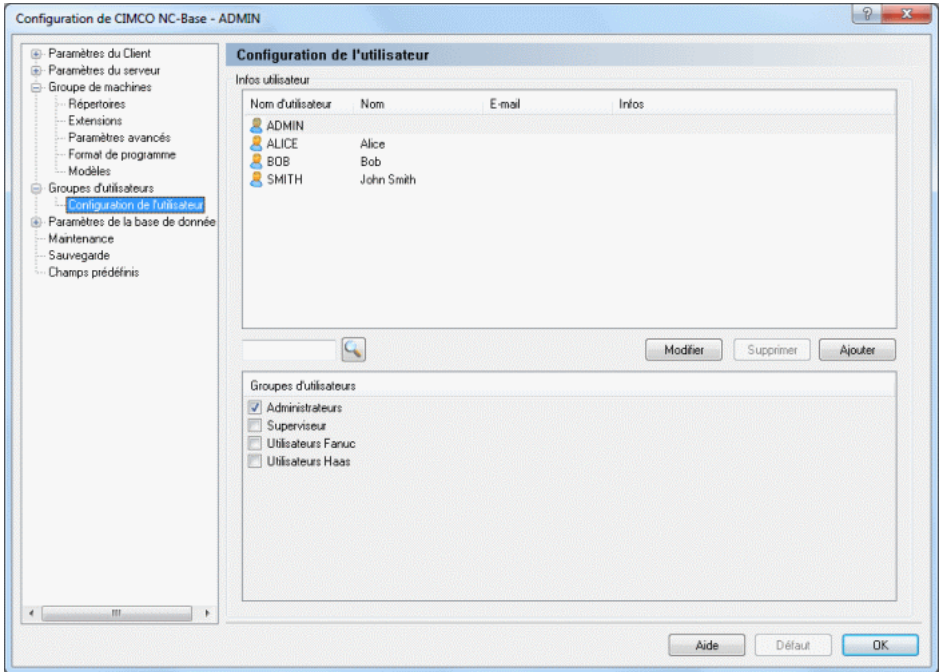 Configuration de CIMCO NC-Base - ADMIN
Paramètres du Client
Paramètres du serveur
Groupe de machines
Répertoires
Extensions
Paramètres avancés
Format de programme
Modèles
Groupes d'utilisateurs
Configuration de l'utilisateur
Paramètres de la base de donnée
Maintenance
Sauvegarde
Champs prédéfinis
Configuration de l'utilisateur
Infos utilisateur
Nom d'utilisateur Nom E-mail Infos
ADMIN
ALICE Alice
BOB Bob
SMITH John Smith
Modifier Supprimer Ajouter
Groupes d'utilisateurs
Administrateurs
Superviseur
Utilisateurs Fanuc
Utilisateurs Haas
Aide Défaut OK